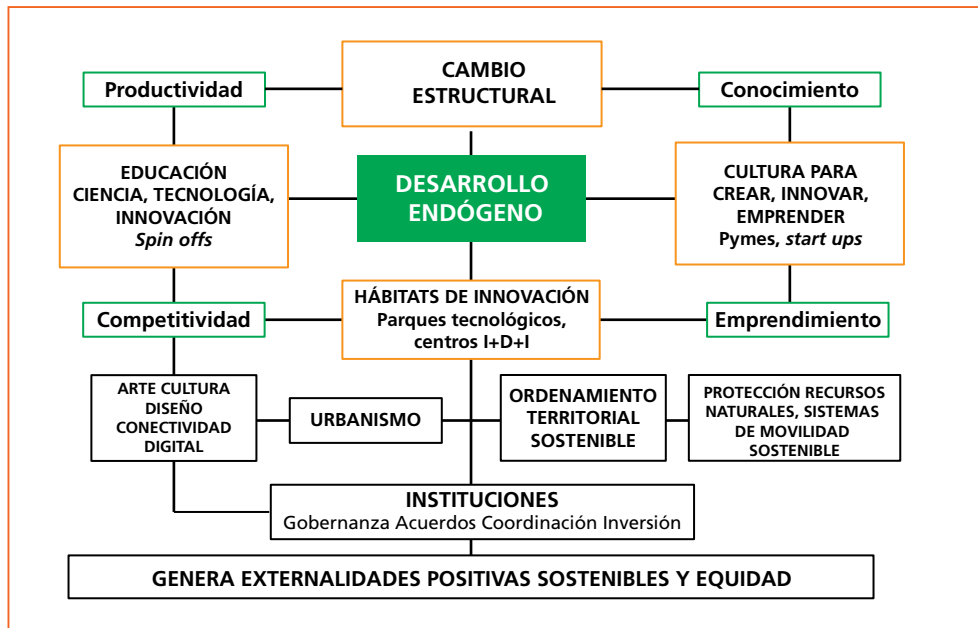 CAMBIO
ESTRUCTURAL
Productividad
Conocimiento
EDUCACIÓN
CIENCIA, TECNOLOGÍA,
INNOVACIÓN
Spin offs
DESARROLLO
ENDÓGENO
CULTURA PARA
CREAR, INNOVAR,
EMPRENDER
Pymes, start ups
Competitividad
HÁBITATS DE INNOVACIÓN
Parques tecnológicos,
centros I+D+I
Emprendimiento
ARTE CULTURA
DISEÑO
CONECTIVIDAD
DIGITAL
URBANISMO
ORDENAMIENTO
TERRITORIAL
SOSTENIBLE
PROTECCIÓN RECURSOS
NATURALES, SISTEMAS
DE MOVILIDAD
SOSTENIBLE
INSTITUCIONES
Gobernanza Acuerdos Coordinación Inversión
GENERA EXTERNALIDADES POSITIVAS SOSTENIBLES Y EQUIDAD